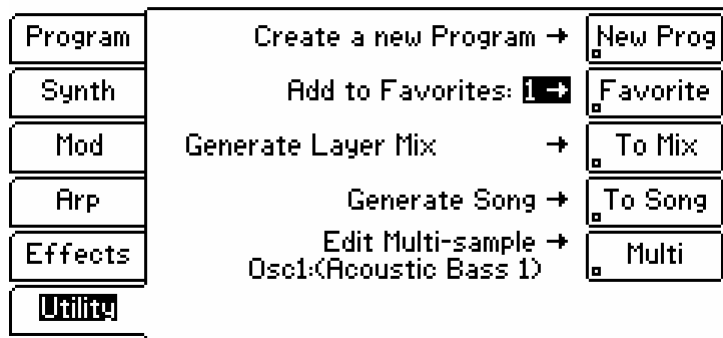 Program
Create a new Program → New Prog
Synth
Add to Favorites: 1 → Favorite
Mod
Generate Layer Mix → To Mix
Arp
Generate Song → To Song
Effects
Edit Multi-sample → Multi
Osc1:(Acoustic Bass 1)
Utility